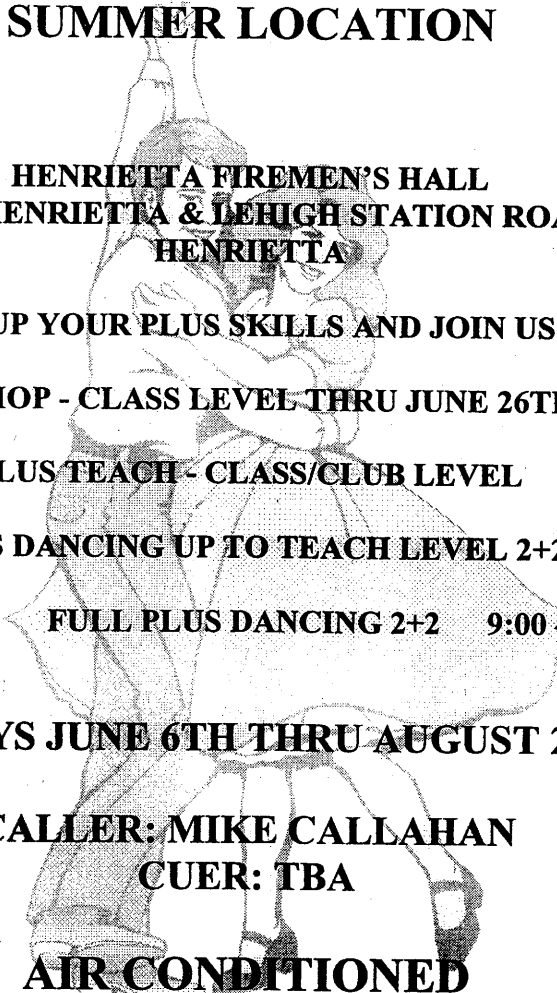 SUMMER LOCATION
HENRIETTA FIREMEN'S HALL
HENRIETTA & LEHIGH STATION ROA
HENRIETTA
UP YOUR PLUS SKILLS AND JOIN US
HOP - CLASS LEVEL THRU JUNE 26TH
LUS TEACH - CLASS/CLUB LEVEL
S DANCING UP TO TEACH LEVEL 2+2
FULL PLUS DANCING 2+2 9:00 -
YS JUNE 6TH THRU AUGUST 2
CALLER: MIKE CALLAHAN
CUER: TBA
AIR CONDITIONED